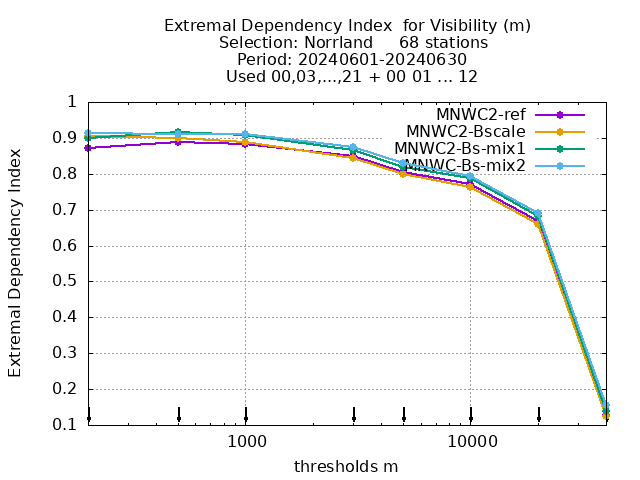 Extremal Dependency Index  for Visibility (m)
Selection: Norrland     68 stations
Period: 20240601-20240630
Used 00,03,...,21 + 00 01 ... 12
Extremal Dependency Index
1
0.9
0.8
0.7
0.6
0.5
0.4
0.3
0.2
0.1
MNWC2-ref
MNWC2-Bscale
MNWC2-Bs-mix1
MNWC-Bs-mix2
1000
10000
thresholds m